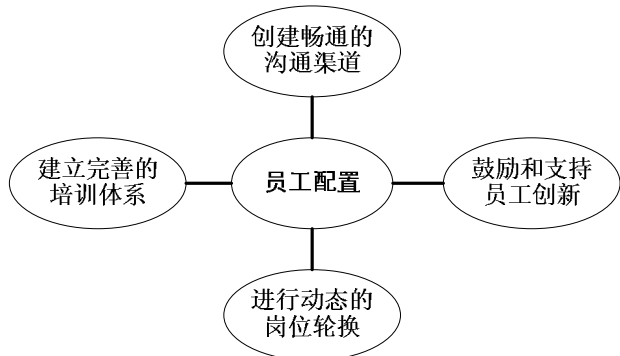 创建畅通的
沟通渠道
建立完善的
培训体系
员工配置
鼓励和支持
员工创新
进行动态的
岗位轮换